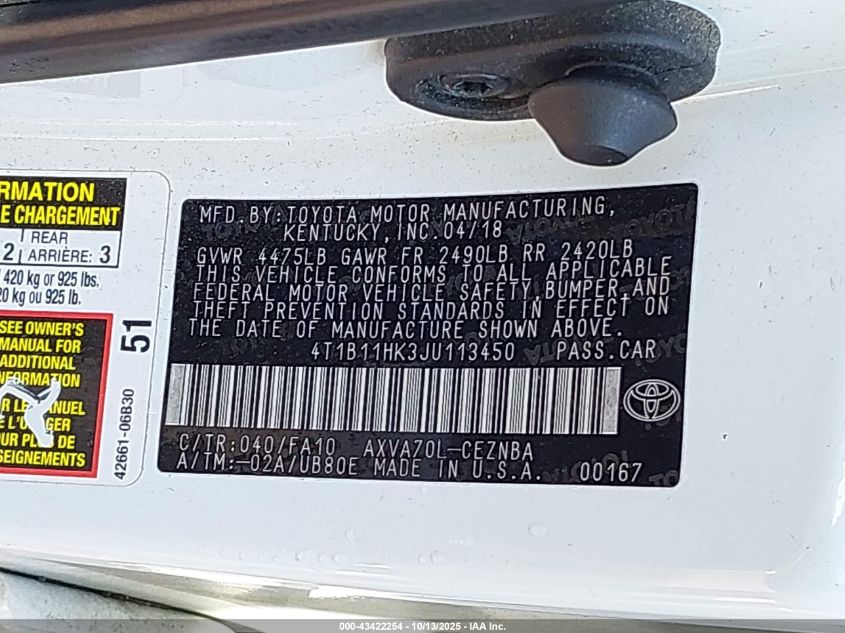 RMATION
E CHARGEMENT
2 | REAR
ARRIÈRE: 3
420 kg or 925 lbs.
20 kg ou 925 lb.
SEE OWNER'S
MANUAL FOR
ADDITIONAL
INFORMATION
L'USAGER
DE
ENSEIGNEMENTS
51
42661-06B30
MFD. BY: TOYOTA MOTOR MANUFACTURING,
KENTUCKY, INC. 04/18
GVWR 4475LB GAWR FR 2490LB RR 2420LB
THIS VEHICLE CONFORMS TO ALL APPLICABLE
FEDERAL MOTOR VEHICLE SAFETY, BUMPER, AND
THEFT PREVENTION STANDARDS IN EFFECT ON
THE DATE OF MANUFACTURE SHOWN ABOVE.
4T1B11HK3JU113450 PASS. CAR
C/TR: 040/FA10 AXVA70L-CEZNBA
A/TM: -02A/UB80E MADE IN U.S.A. 00167
000-43422254 - 10/13/2025 - IAA Inc.